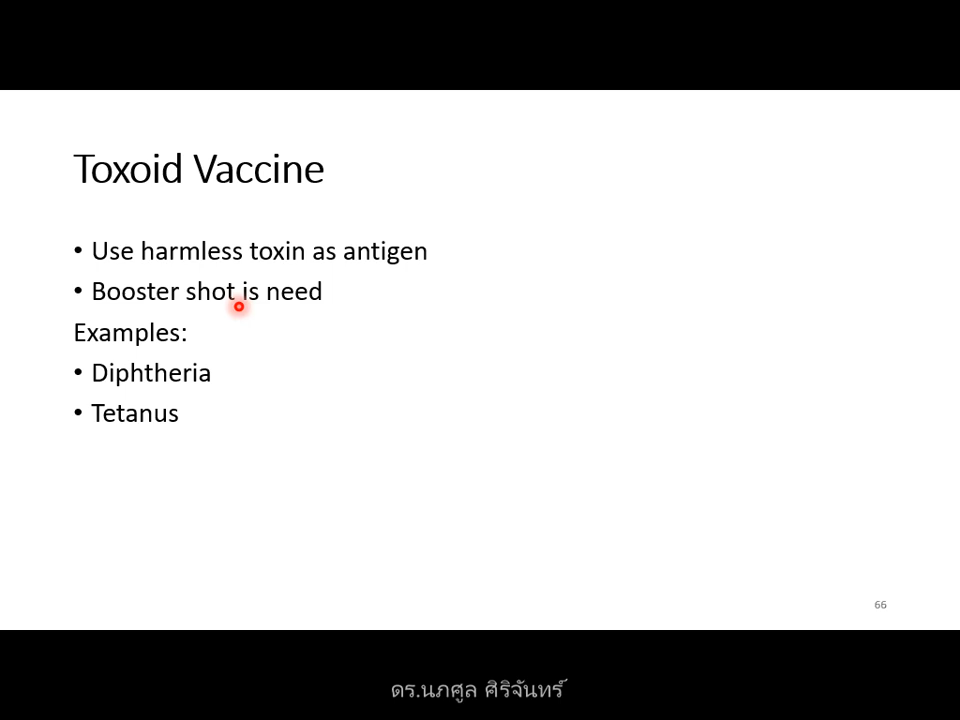 Toxoid Vaccine
• Use harmless toxin as antigen
• Booster shot is need
Examples:
• Diphtheria
• Tetanus
66
ดร.นภศูล ศิริจันทร์